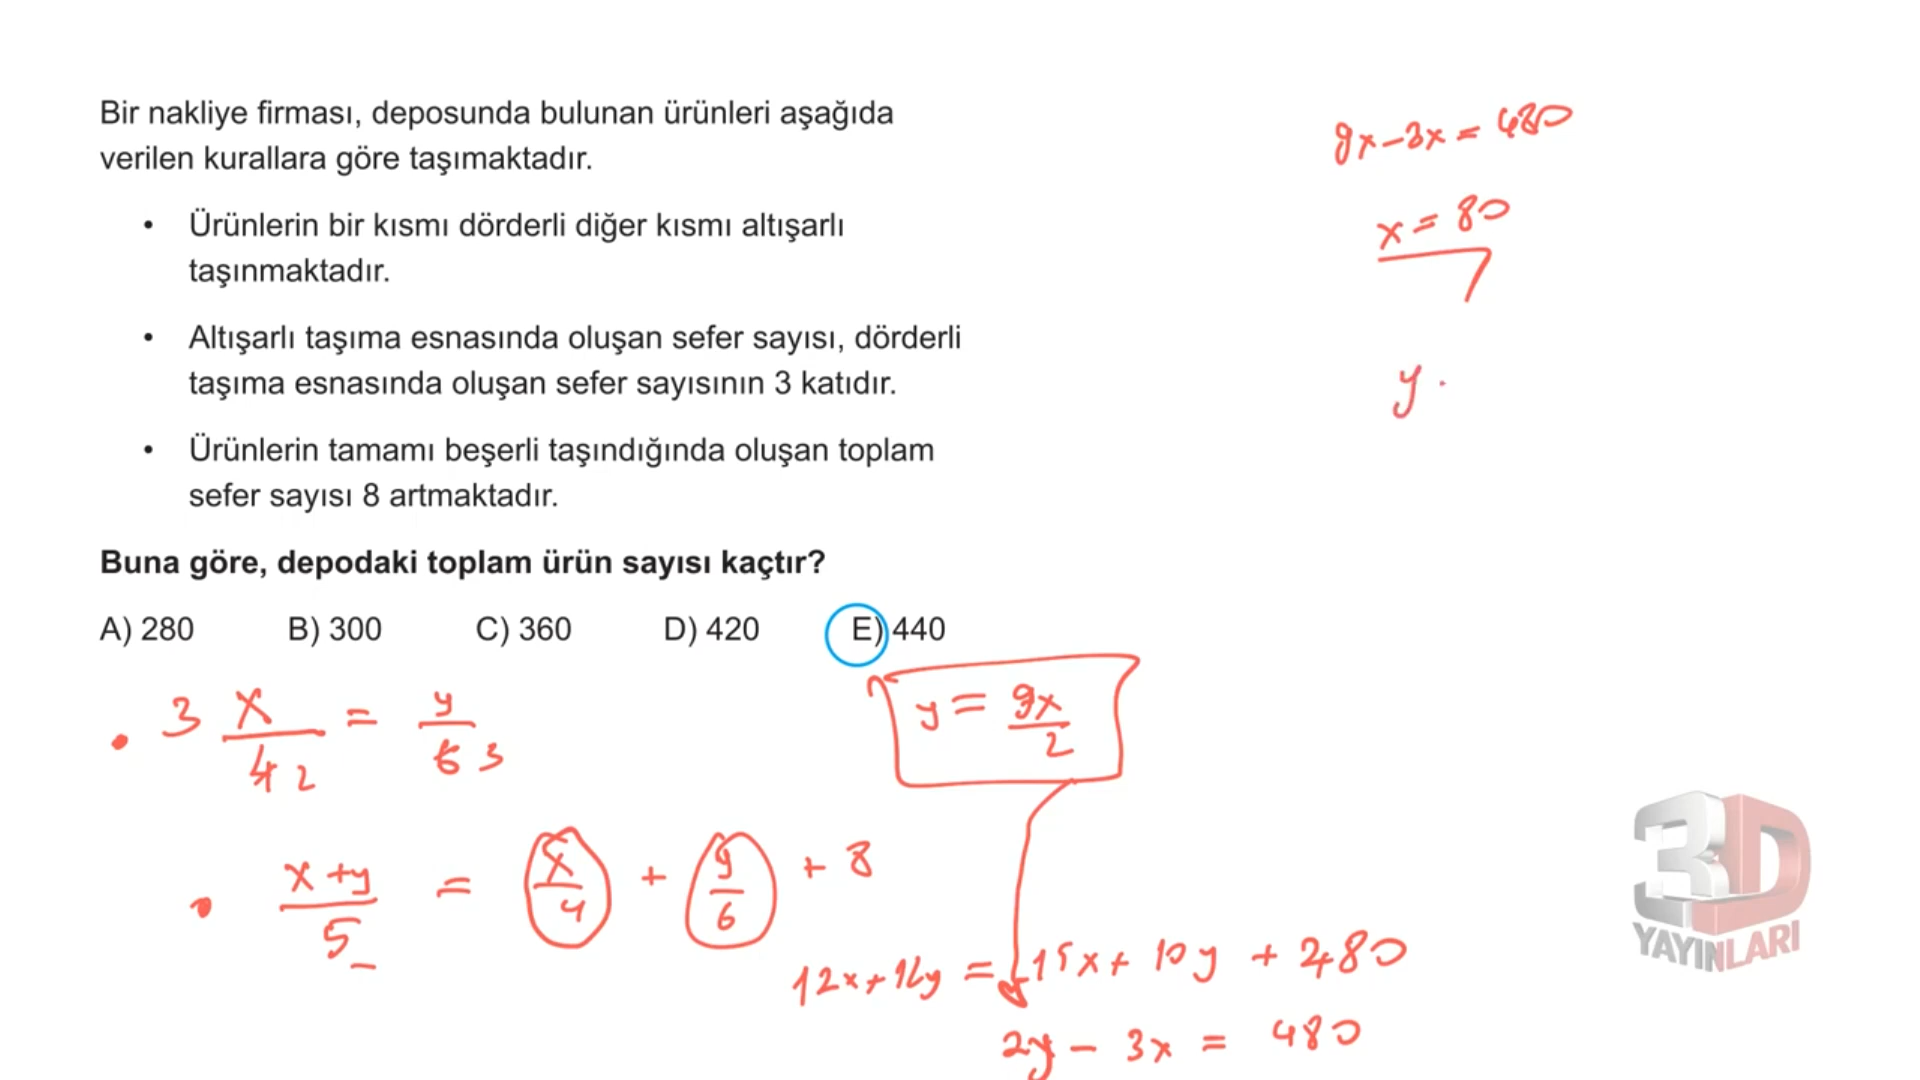 Bir nakliye firması, deposunda bulunan ürünleri aşağıda
verilen kurallara göre taşımaktadır.
• Ürünlerin bir kısmı dörderli diğer kısmı altışarlı
taşınmaktadır.
• Altışarlı taşıma esnasında oluşan sefer sayısı, dörderli
taşıma esnasında oluşan sefer sayısının 3 katıdır.
• Ürünlerin tamamı beşerli taşındığında oluşan toplam
sefer sayısı 8 artmaktadır.
Buna göre, depodaki toplam ürün sayısı kaçtır?
A) 280 B) 300 C) 360 D) 420 E) 440
9x-3x = 480
x = 80
y
• 3 x/4 2 = y/6 3
y = 9x/2
• x+y/5 = x/4 + y/6 + 8
12x+12y = 15x+10y+480
2y - 3x = 480
3D
YAYINLARI